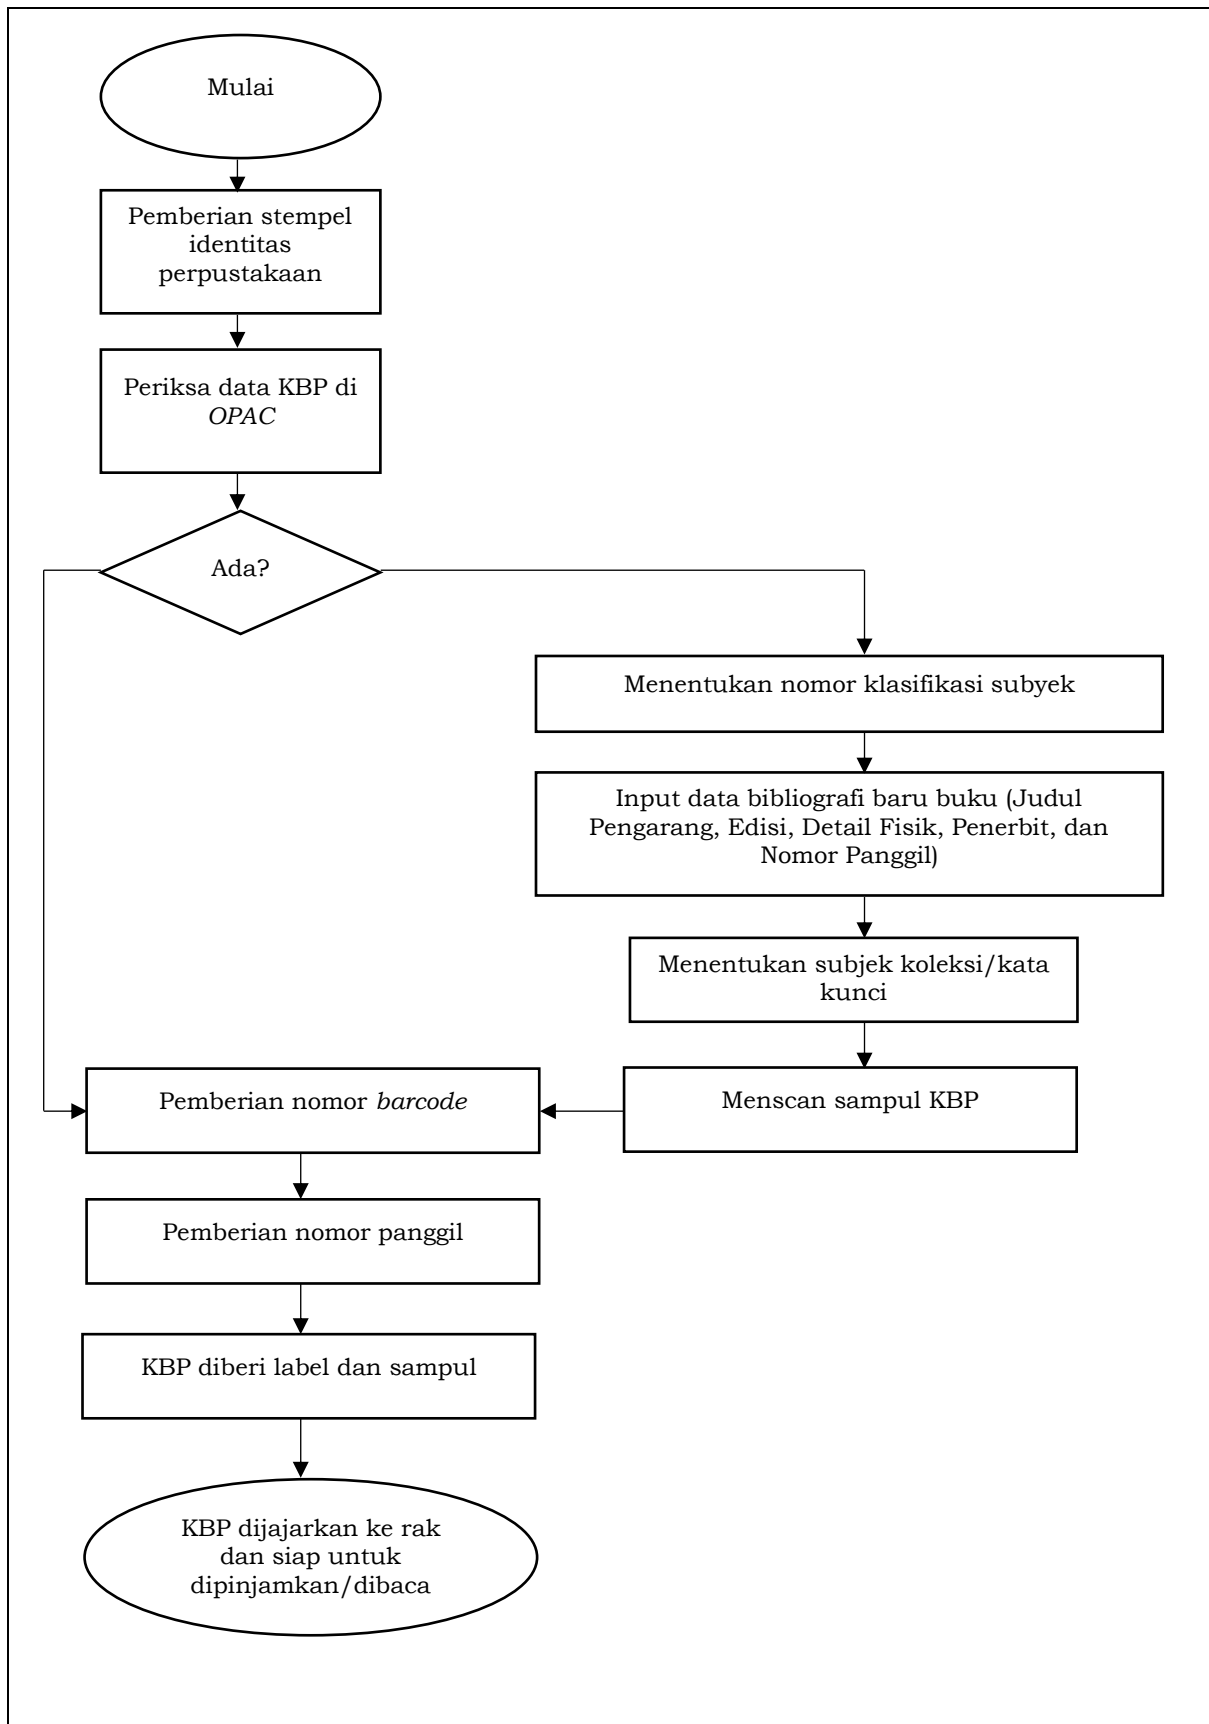 Mulai
Pemberian stempel
identitas
perpustakaan
Periksa data KBP di
OPAC
Ada?
Menentukan nomor klasifikasi subyek
Input data bibliografi baru buku (Judul
Pengarang, Edisi, Detail Fisik, Penerbit, dan
Nomor Panggil)
Menentukan subjek koleksi/kata
kunci
Menscan sampul KBP
Pemberian nomor barcode
Pemberian nomor panggil
KBP diberi label dan sampul
KBP dijajarkan ke rak
dan siap untuk
dipinjamkan/dibaca